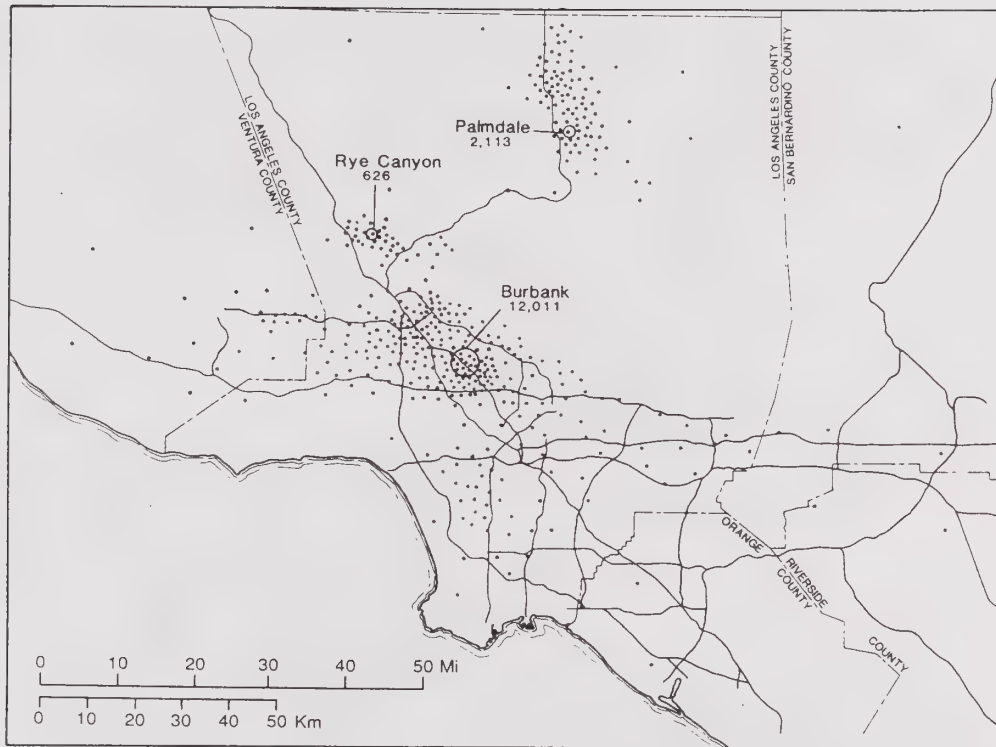 LOS ANGELES COUNTY
VENTURA COUNTY
LOS ANGELES COUNTY
SAN BERNARDINO COUNTY
Palmdale
2,113
Rye Canyon
626
Burbank
12,011
ORANGE
COUNTY
RIVERSIDE
COUNTY
0 10 20 30 40 50 Mi
0 10 20 30 40 50 Km